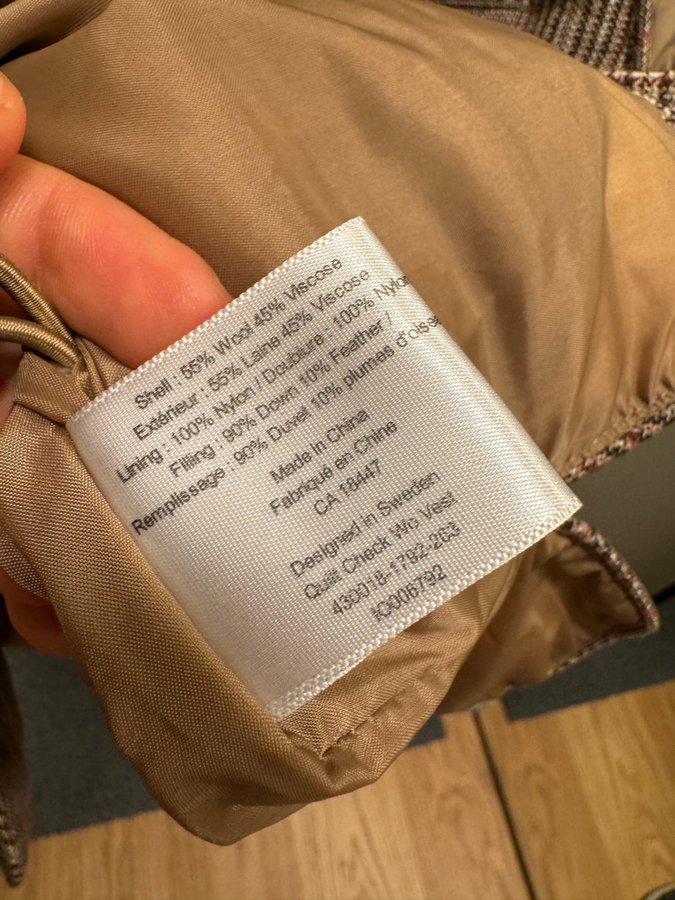 Shell : 55% Wool 45% Viscose
Extérieur : 55% Laine 45% Viscose
Lining : 100% Nylon / Doublure : 100% Nylon
Filling : 90% Down 10% Feather /
Remplissage : 90% Duvet 10% plumes
Made in China
Fabriqué en Chine
CA 18447
Designed in Sweden
Quilt Check Wo Vest
430018-1792-263
IO006792